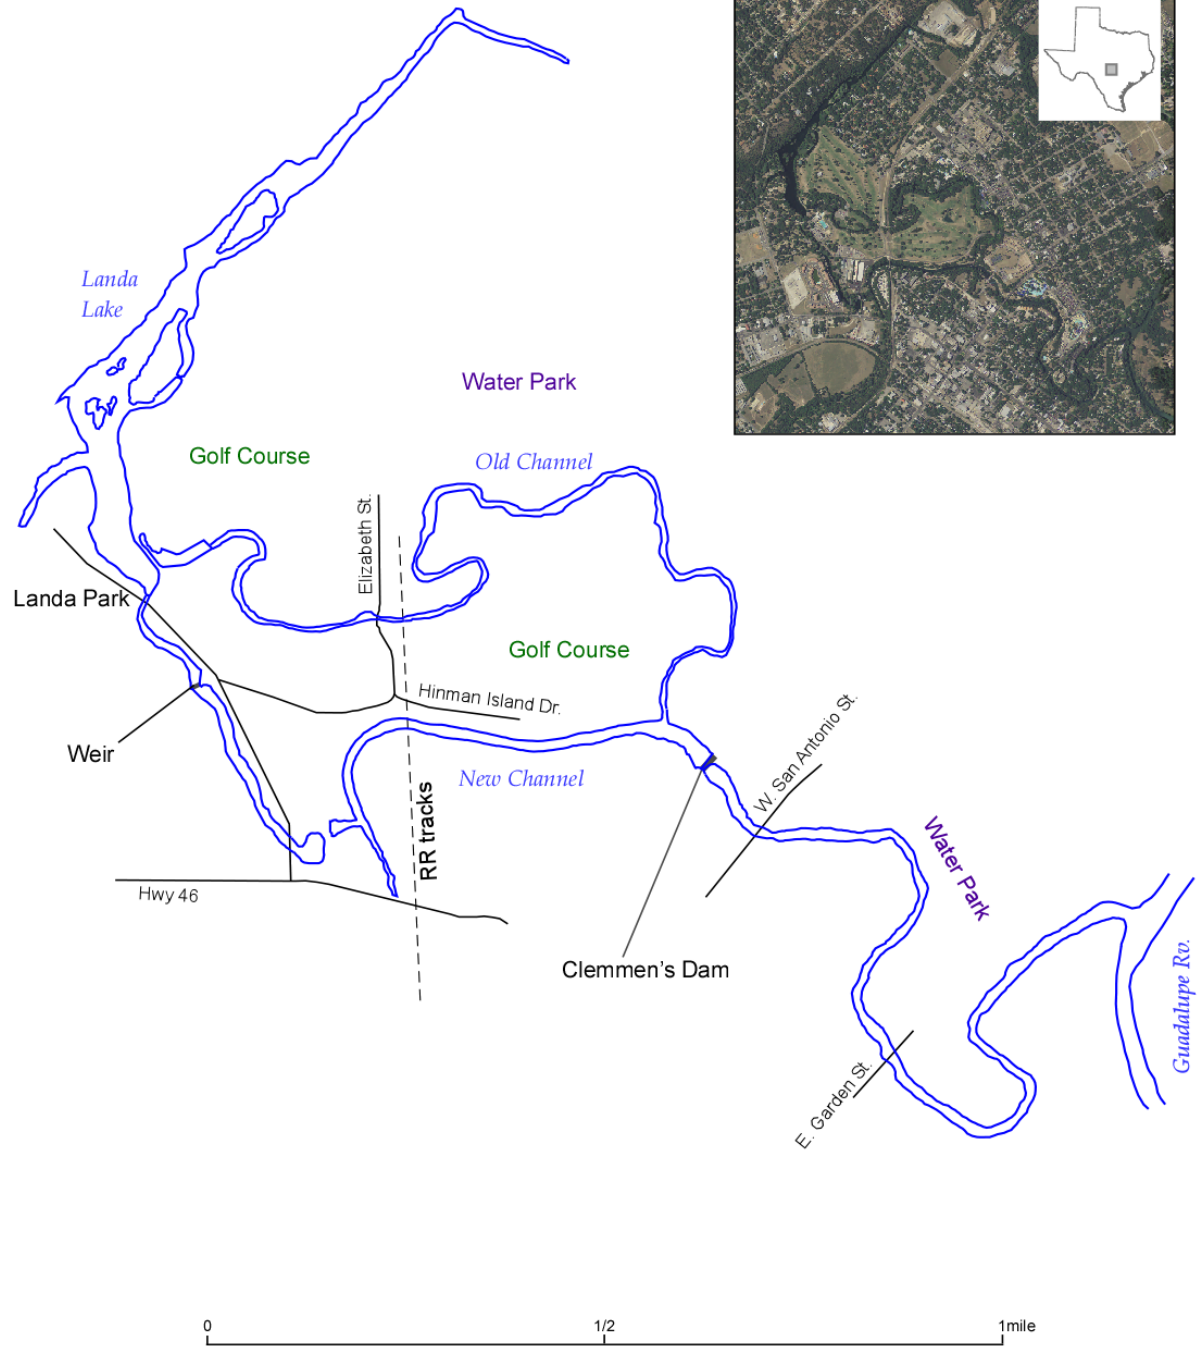 Landa
Lake
Water Park
Golf Course
Old Channel
Elizabeth St.
Landa Park
Golf Course
Hinman Island Dr.
Weir
New Channel
W. San Antonio St.
RR tracks
Water Park
Hwy 46
Clemmen's Dam
Guadalupe Rv.
E. Garden St.
0 1/2 1mile